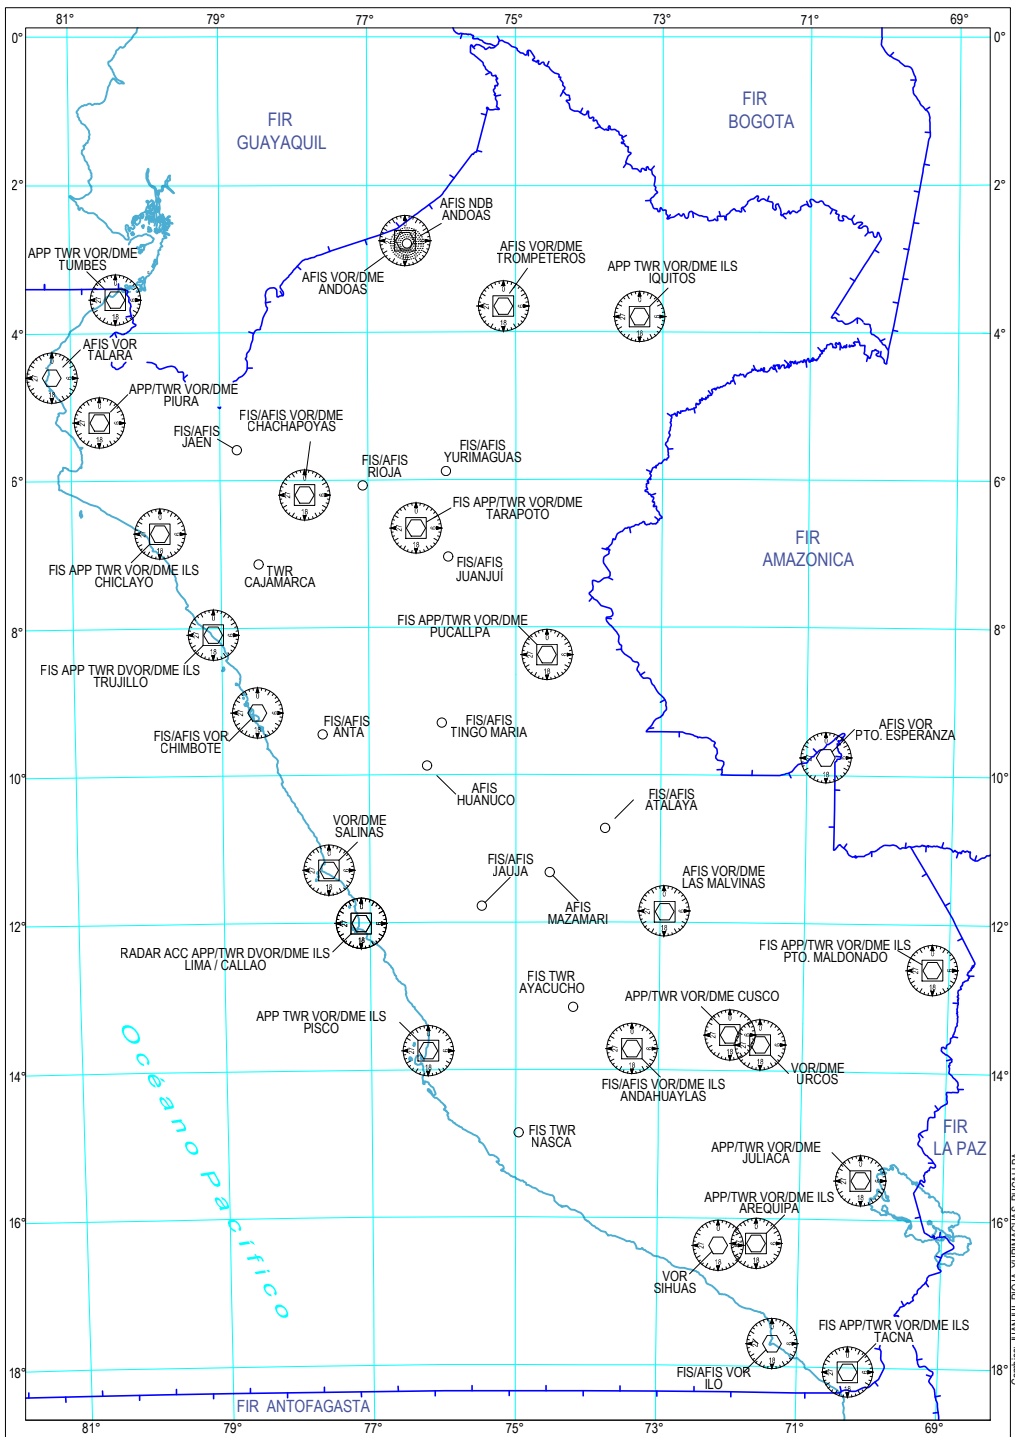 81°
79°
77°
75°
73°
71°
69°
0°
0°
FIR
GUAYAQUIL
FIR
BOGOTA
2°
2°
AFIS NDB
ANDOAS
APP TWR VOR/DME
TUMBES
AFIS VOR/DME
ANDOAS
AFIS VOR/DME
TROMPETEROS
APP TWR VOR/DME ILS
IQUITOS
4°
4°
AFIS VOR
TALARA
APP/TWR VOR/DME
PIURA
FIS/AFIS
JAEN
FIS/AFIS VOR/DME
CHACHAPOYAS
FIS/AFIS
RIOJA
FIS/AFIS
YURIMAGUAS
6°
6°
FIS APP/TWR VOR/DME
TARAPOTO
FIR
AMAZONICA
FIS APP TWR VOR/DME ILS
CHICLAYO
TWR
CAJAMARCA
FIS/AFIS
JUANJUÍ
8°
8°
FIS APP/TWR VOR/DME
PUCALLPA
FIS APP TWR DVOR/DME ILS
TRUJILLO
FIS/AFIS VOR
CHIMBOTE
FIS/AFIS
ANTA
FIS/AFIS
TINGO MARIA
AFIS VOR
PTO. ESPERANZA
10°
10°
AFIS
HUANUCO
FIS/AFIS
ATALAYA
VOR/DME
SALINAS
FIS/AFIS
JAUJA
AFIS
MAZAMARI
AFIS VOR/DME
LAS MALVINAS
12°
12°
RADAR ACC APP/TWR DVOR/DME ILS
LIMA / CALLAO
FIS APP/TWR VOR/DME ILS
PTO. MALDONADO
FIS TWR
AYACUCHO
APP/TWR VOR/DME CUSCO
APP TWR VOR/DME ILS
PISCO
VOR/DME
URCOS
FIS/AFIS VOR/DME ILS
ANDAHUAYLAS
14°
14°
Océano Pacífico
FIS TWR
NASCA
FIR
LA PAZ
APP/TWR VOR/DME
JULIACA
APP/TWR VOR/DME ILS
AREQUIPA
16°
16°
VOR
SIHUAS
FIS APP/TWR VOR/DME ILS
TACNA
FIS/AFIS VOR
ILO
18°
18°
FIR ANTOFAGASTA
81°
79°
77°
75°
73°
71°
69°